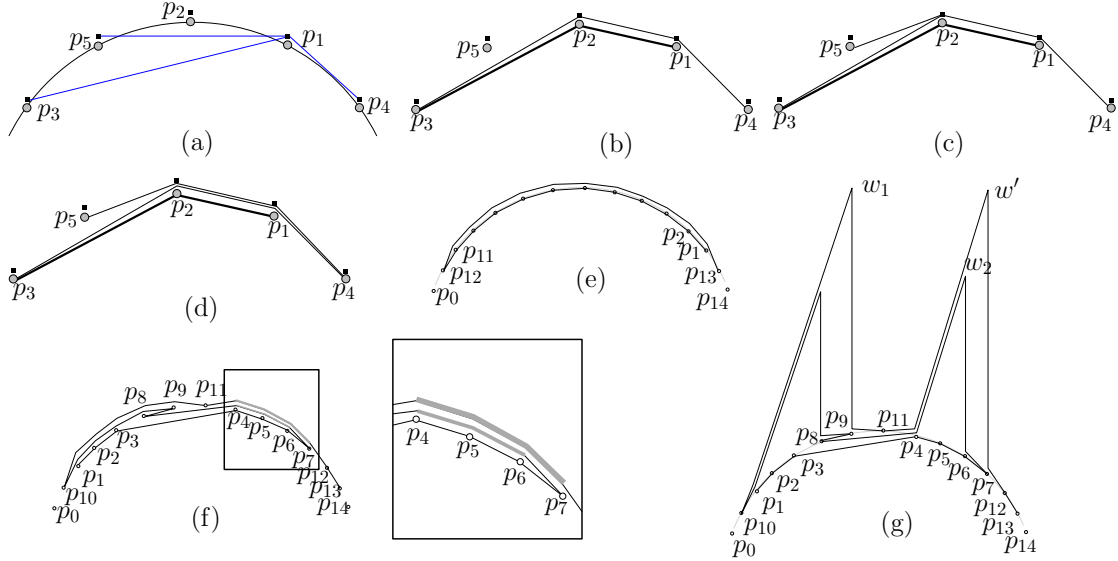 p₂
p₅ p₁
p₃ p₄
(a)
p₂
p₅ p₁
p₃ p₄
(b)
p₂
p₅ p₁
p₃ p₄
(c)
p₂
p₅ p₁
p₃ p₄
(d)
p₂
p₁₁ p₁
p₁₂ p₁₃
p₀ p₁₄
(e)
p₉ p₁₁
p₈
p₃ p₄ p₅
p₂ p₆
p₁ p₇
p₁₀ p₁₂
p₁₃
p₀ p₁₄
(f)
p₄
p₅
p₆
p₇
w₁ w′
w₂
p₉ p₁₁
p₈ p₄ p₅
p₃ p₆
p₂ p₇
p₁
p₁₀ p₁₂
p₁₃
p₀ p₁₄
(g)